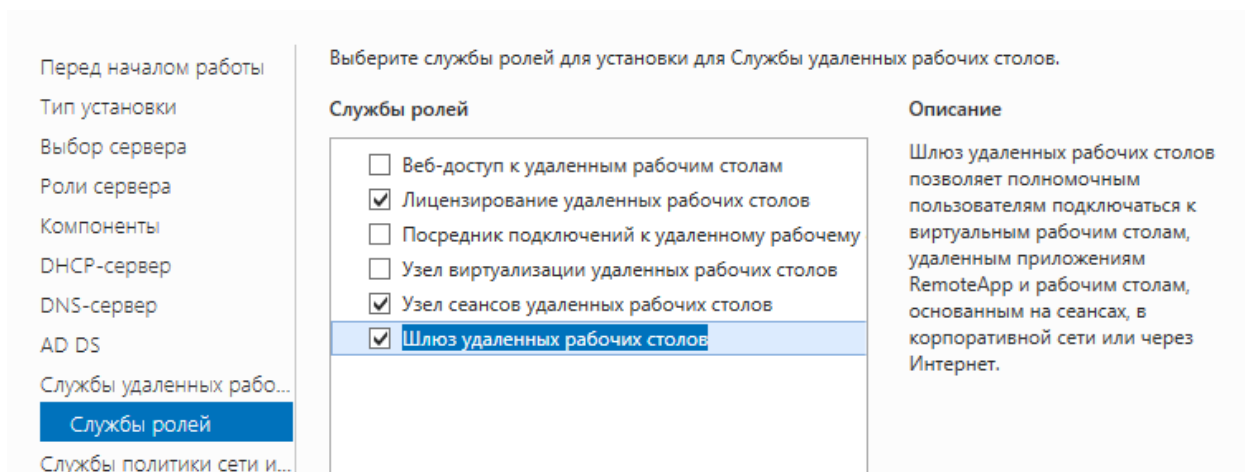 Выберите службы ролей для установки для Службы удаленных рабочих столов.
Перед началом работы
Тип установки
Выбор сервера
Роли сервера
Компоненты
DHCP-сервер
DNS-сервер
AD DS
Службы удаленных рабо...
Службы ролей
Службы политики сети и...
Службы ролей
Веб-доступ к удаленным рабочим столам
Лицензирование удаленных рабочих столов
Посредник подключений к удаленному рабочему
Узел виртуализации удаленных рабочих столов
Узел сеансов удаленных рабочих столов
Шлюз удаленных рабочих столов
Описание
Шлюз удаленных рабочих столов
позволяет полномочным
пользователям подключаться к
виртуальным рабочим столам,
удаленным приложениям
RemoteApp и рабочим столам,
основанным на сеансах, в
корпоративной сети или через
Интернет.